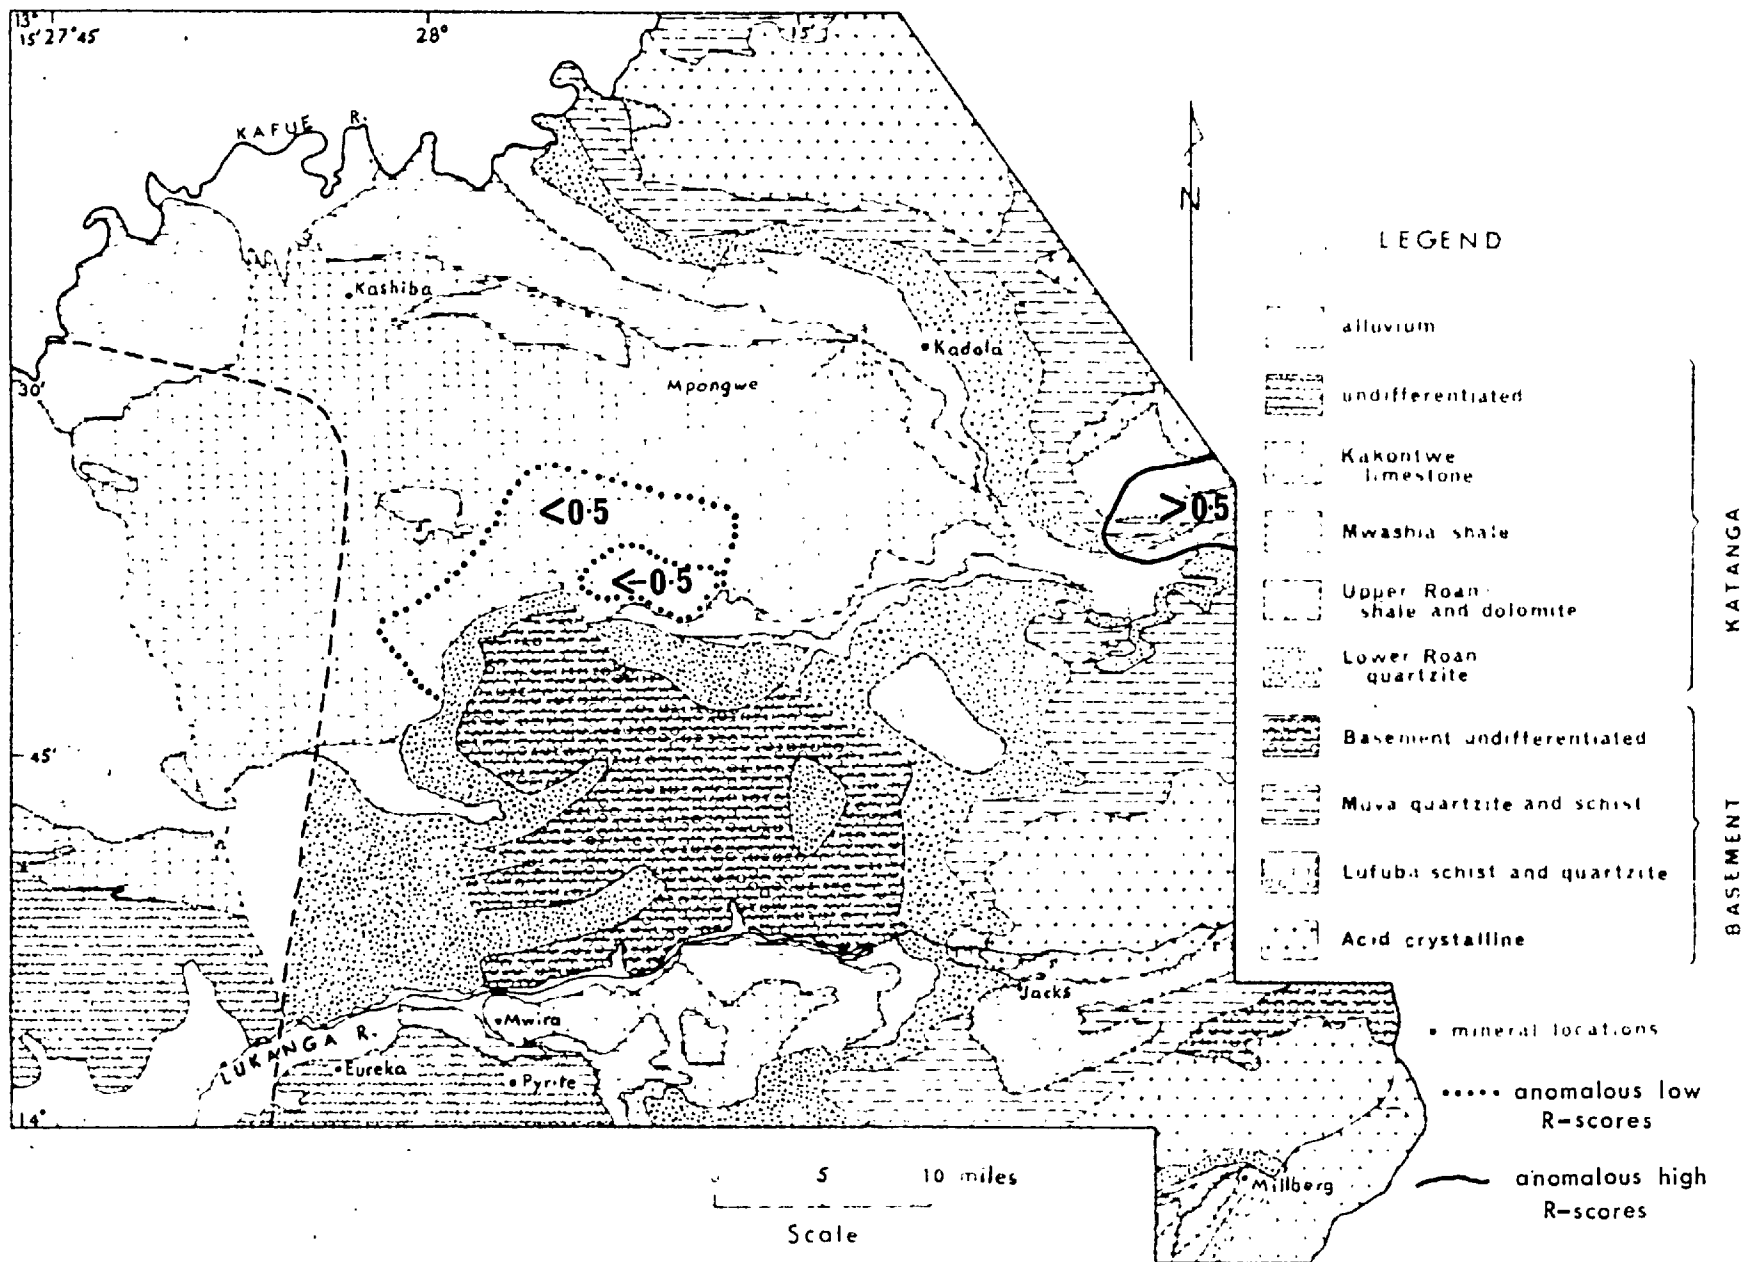 13°
15' 27°45'
28°
15'
KAFUE R.
N
LEGEND
Kashiba
alluvium
Kadola
30'
Mpongwe
undifferentiated
Kakontwe
limestone
<0·5
>0·5
Mwashia shale
<-0·5
Upper Roan
shale and dolomite
Lower Roan
quartzite
KATANGA
45'
Basement undifferentiated
Muva quartzite and schist
Lufuba schist and quartzite
Acid crystalline
BASEMENT
Jacks
Mwira
mineral locations
LUKANGA R.
Eureka
Pyrite
anomalous low
R-scores
14°
5 10 miles
Scale
Millberg
anomalous high
R-scores